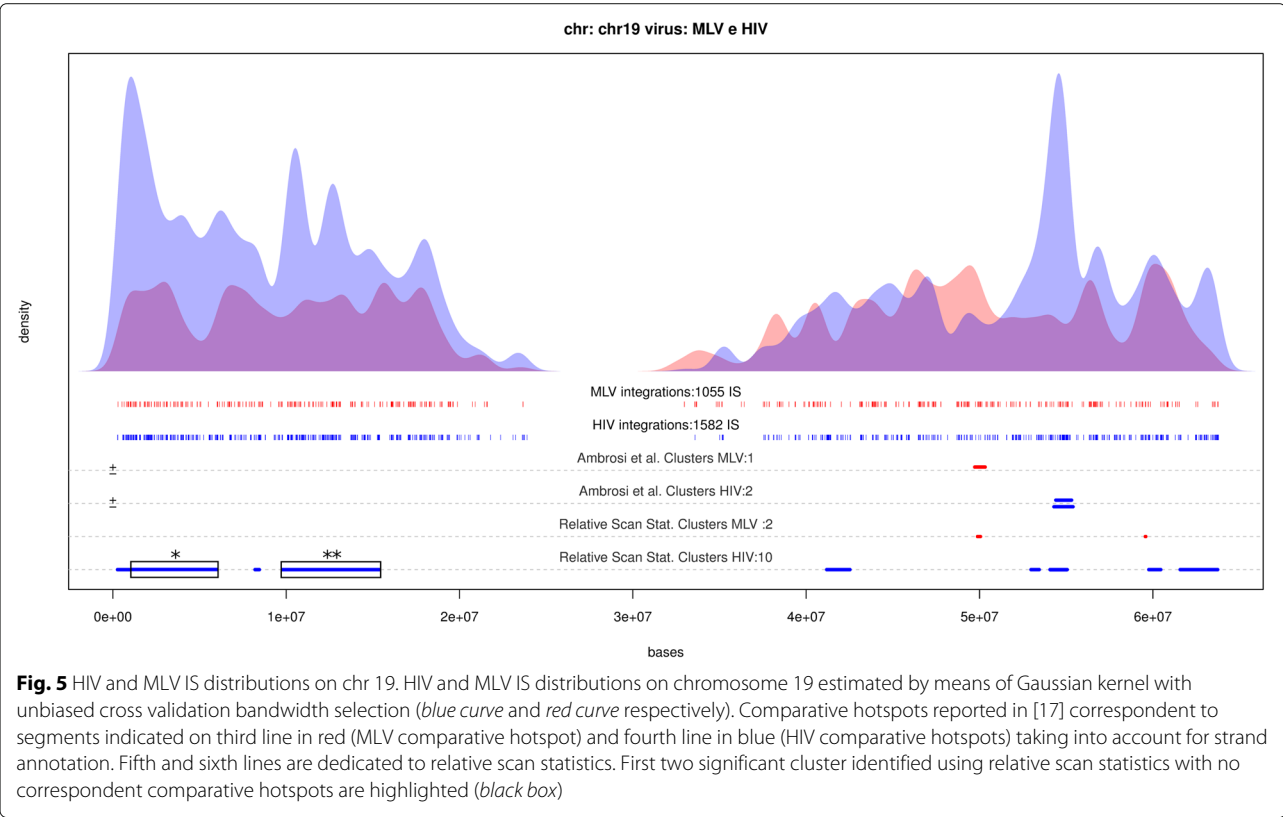 chr: chr19 virus: MLV e HIV
density
MLV integrations:1055 IS
HIV integrations:1582 IS
Ambrosi et al. Clusters MLV:1
+
−
Ambrosi et al. Clusters HIV:2
+
−
Relative Scan Stat. Clusters MLV :2
Relative Scan Stat. Clusters HIV:10
*
**
0e+00 1e+07 2e+07 3e+07 4e+07 5e+07 6e+07
bases
Fig. 5 HIV and MLV IS distributions on chr 19. HIV and MLV IS distributions on chromosome 19 estimated by means of Gaussian kernel with
unbiased cross validation bandwidth selection (blue curve and red curve respectively). Comparative hotspots reported in [17] correspondent to
segments indicated on third line in red (MLV comparative hotspot) and fourth line in blue (HIV comparative hotspots) taking into account for strand
annotation. Fifth and sixth lines are dedicated to relative scan statistics. First two significant cluster identified using relative scan statistics with no
correspondent comparative hotspots are highlighted (black box)